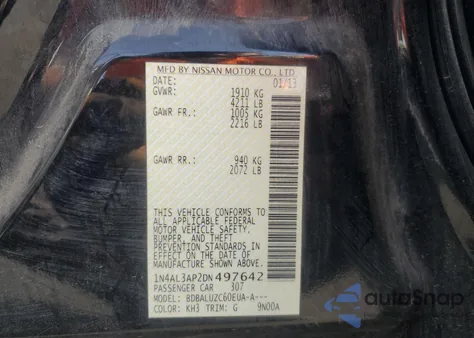 MFD BY NISSAN MOTOR CO., LTD
DATE: 01/13
GVWR: 1910 KG
4211 LB
GAWR FR.: 1005 KG
2216 LB
GAWR RR.: 940 KG
2072 LB
THIS VEHICLE CONFORMS TO
ALL APPLICABLE FEDERAL
MOTOR VEHICLE SAFETY,
BUMPER, AND THEFT
PREVENTION STANDARDS IN
EFFECT ON THE DATE OF
MANUFACTURE SHOWN ABOVE.
1N4AL3AP2DN497642
PASSENGER CAR 307
MODEL: BDBALUZC60EUA-A---
COLOR: KH3 TRIM: G 9N00A
autoSnap